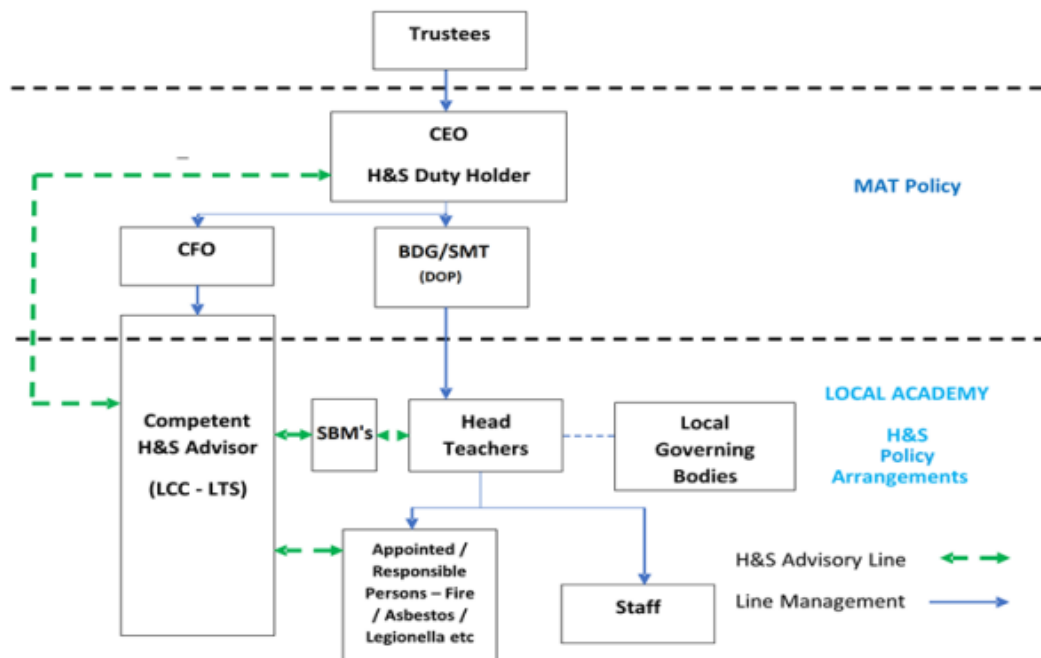 Trustees
CEO
H&S Duty Holder
MAT Policy
CFO
BDG/SMT
(DOP)
Competent
H&S Advisor
(LCC - LTS)
SBM's
Head
Teachers
Local
Governing
Bodies
LOCAL ACADEMY
H&S
Policy
Arrangements
Appointed /
Responsible
Persons – Fire
/ Asbestos /
Legionella etc
Staff
H&S Advisory Line
Line Management